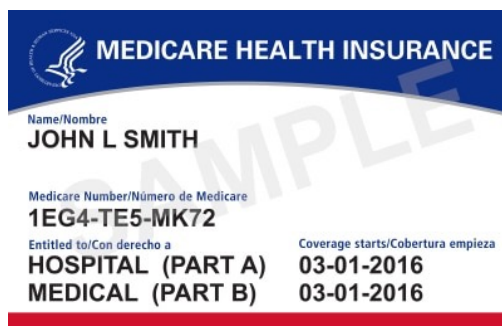 MEDICARE HEALTH INSURANCE
Name/Nombre
JOHN L SMITH
Medicare Number/Número de Medicare
1EG4-TE5-MK72
Entitled to/Con derecho a Coverage starts/Cobertura empieza
HOSPITAL (PART A) 03-01-2016
MEDICAL (PART B) 03-01-2016
SAMPLE